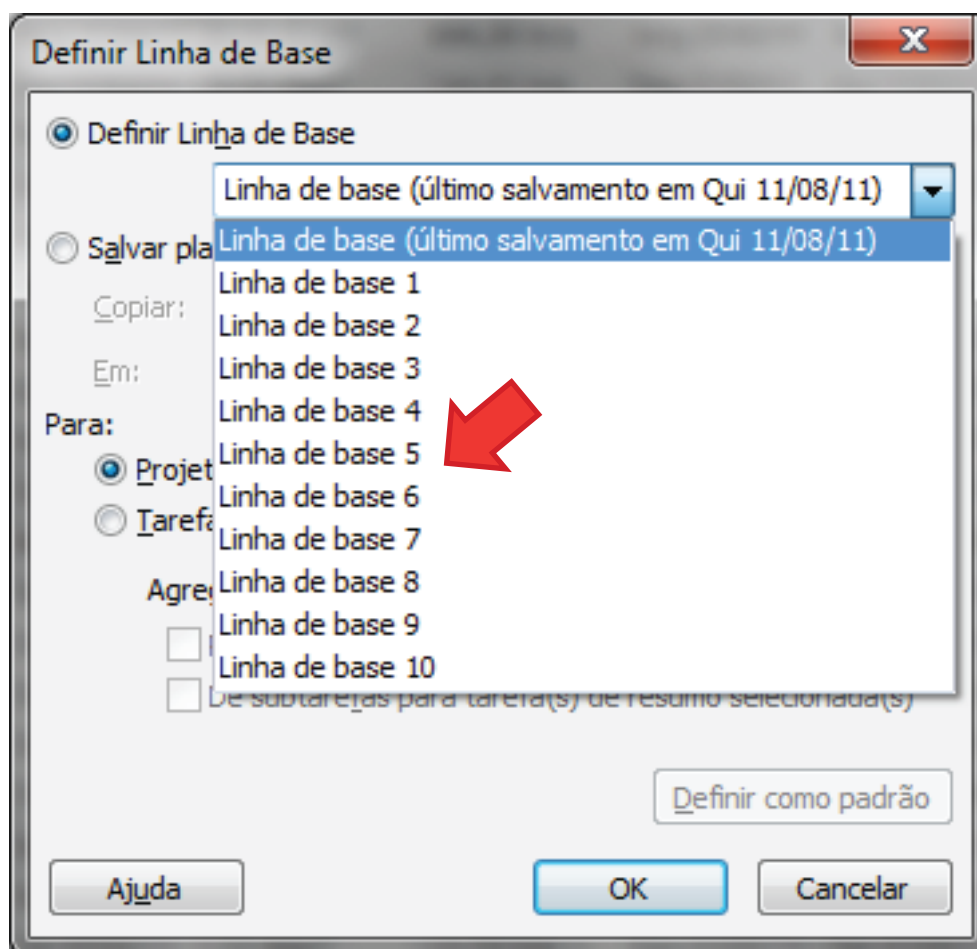 Definir Linha de Base
Definir Linha de Base
Linha de base (último salvamento em Qui 11/08/11)
Salvar pla
Linha de base (último salvamento em Qui 11/08/11)
Linha de base 1
Copiar:
Linha de base 2
Em:
Linha de base 3
Para:
Linha de base 4
Projet
Linha de base 5
Tarefa
Linha de base 6
Linha de base 7
Agre
Linha de base 8
Linha de base 9
Linha de base 10
De subtarefas para tarefa(s) de resumo selecionada(s)
Definir como padrão
Ajuda
OK
Cancelar